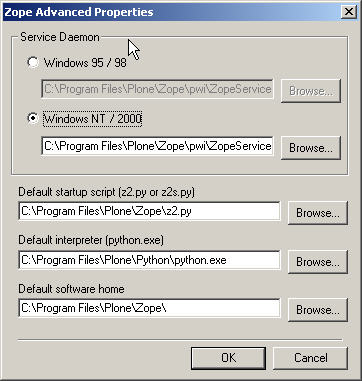 Zope Advanced Properties
Service Daemon
Windows 95 / 98
C:\Program Files\Plone\Zope\pwi\ZopeService
Browse...
Windows NT / 2000
C:\Program Files\Plone\Zope\pwi\ZopeService
Browse...
Default startup script (z2.py or z2s.py)
C:\Program Files\Plone\Zope\z2.py
Browse...
Default interpreter (python.exe)
C:\Program Files\Plone\Python\python.exe
Browse...
Default software home
C:\Program Files\Plone\Zope\
Browse...
OK
Cancel